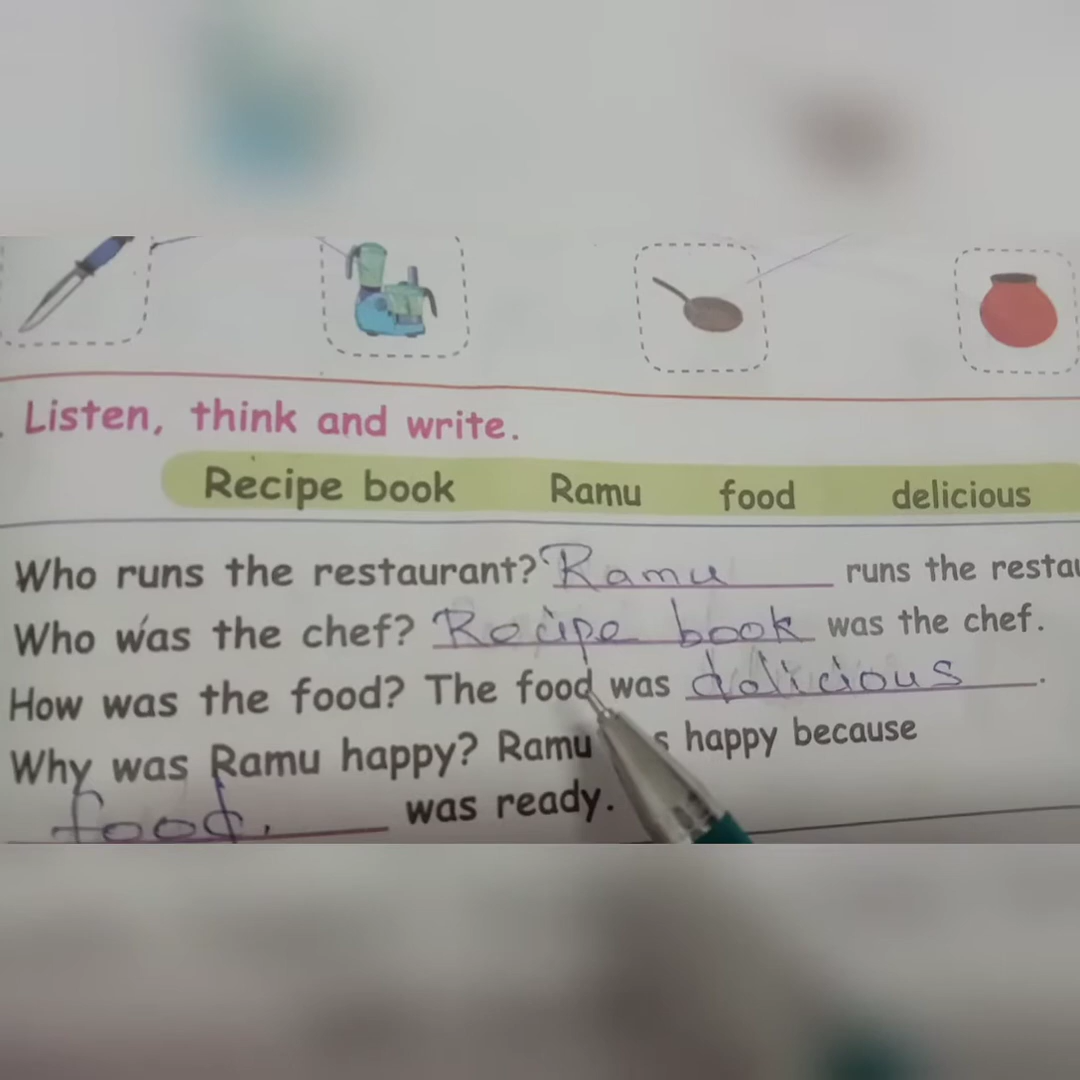 Listen, think and write.
Recipe book Ramu food delicious
Who runs the restaurant? Ramu runs the
Who was the chef? Recipe book was the chef.
How was the food? The food was delicious.
Why was Ramu happy? Ramu happy because
food. was ready.